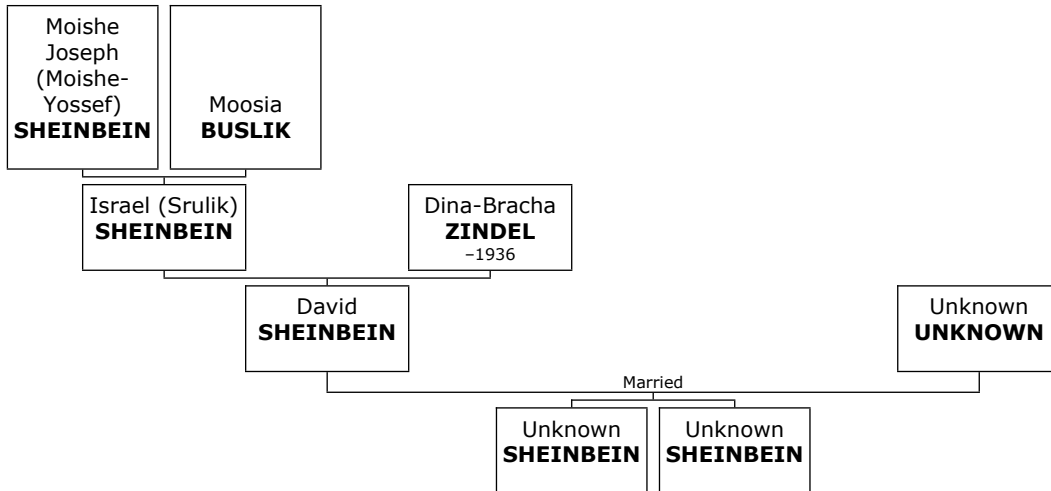 Moishe
Joseph
(Moishe-
Yossef)
SHEINBEIN
Moosia
BUSLIK
Israel (Srulik)
SHEINBEIN
Dina-Bracha
ZINDEL
–1936
David
SHEINBEIN
Unknown
UNKNOWN
Married
Unknown
SHEINBEIN
Unknown
SHEINBEIN